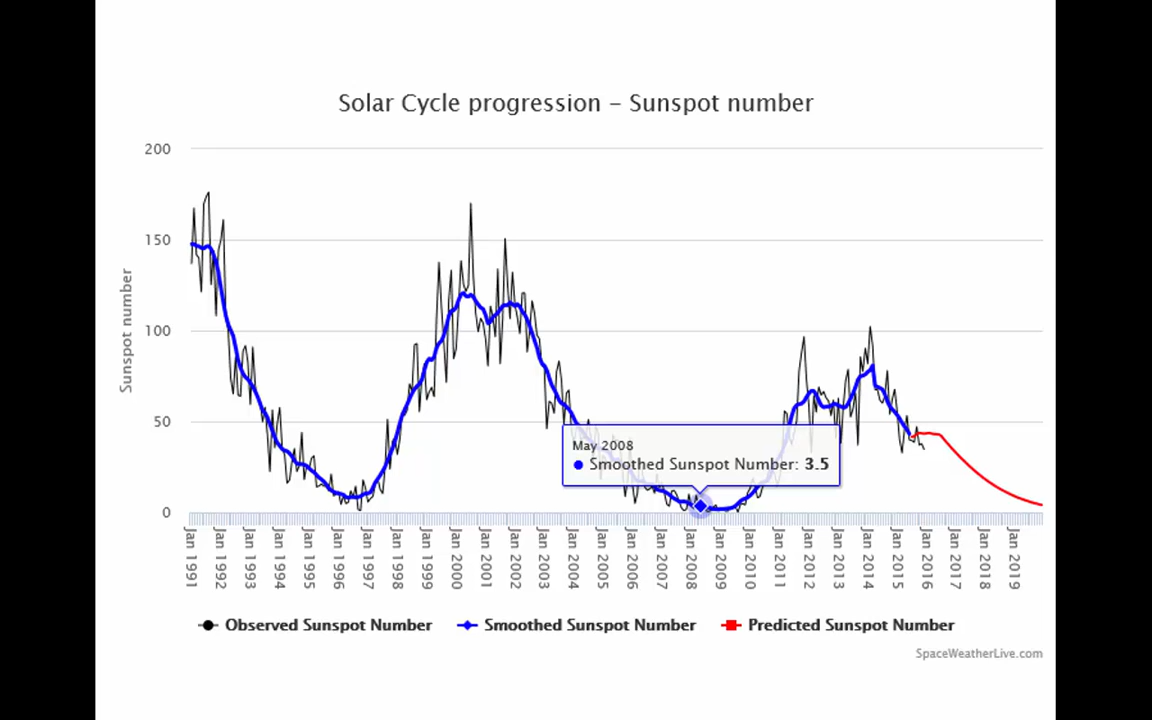 Solar Cycle progression – Sunspot number
Sunspot number
200
150
100
50
0
May 2008
Smoothed Sunspot Number: 3.5
Jan 1991
Jan 1992
Jan 1993
Jan 1994
Jan 1995
Jan 1996
Jan 1997
Jan 1998
Jan 1999
Jan 2000
Jan 2001
Jan 2002
Jan 2003
Jan 2004
Jan 2005
Jan 2006
Jan 2007
Jan 2008
Jan 2009
Jan 2010
Jan 2011
Jan 2012
Jan 2013
Jan 2014
Jan 2015
Jan 2016
Jan 2017
Jan 2018
Jan 2019
Observed Sunspot Number
Smoothed Sunspot Number
Predicted Sunspot Number
SpaceWeatherLive.com